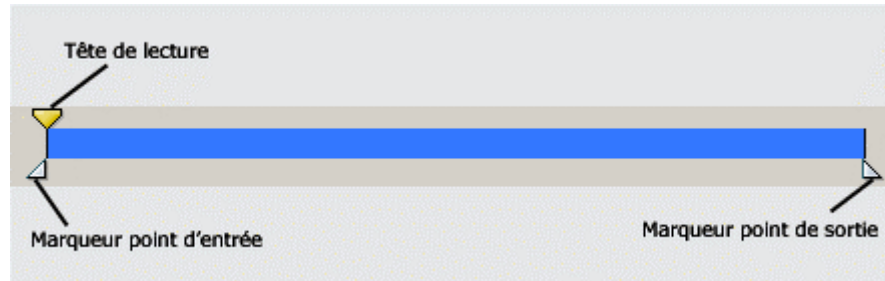 Tête de lecture
Marqueur point d'entrée
Marqueur point de sortie